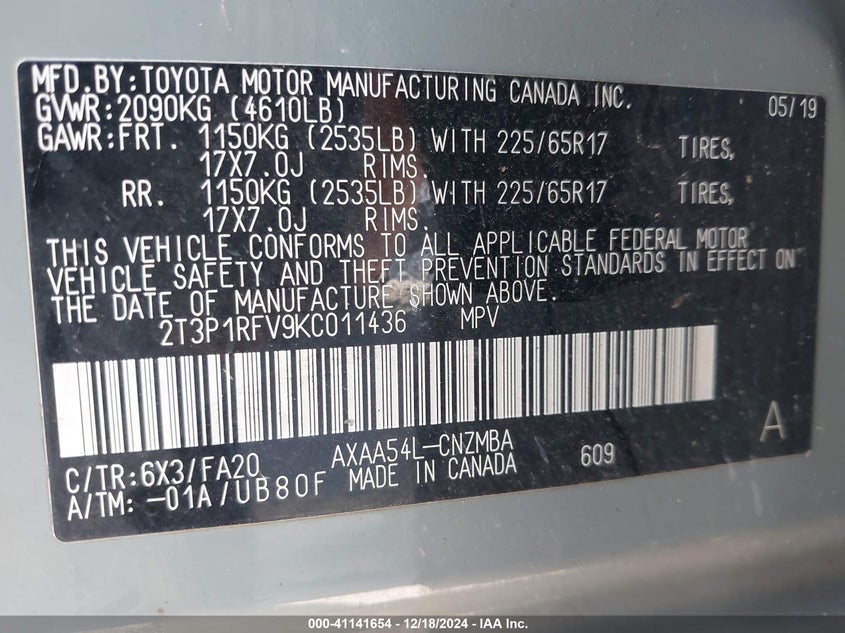 MFD.BY:TOYOTA MOTOR MANUFACTURING CANADA INC. 05/19
GVWR:2090KG (4610LB)
GAWR:FRT. 1150KG (2535LB) WITH 225/65R17 TIRES,
17X7.0J RIMS.
RR. 1150KG (2535LB) WITH 225/65R17 TIRES,
17X7.0J RIMS.
THIS VEHICLE CONFORMS TO ALL APPLICABLE FEDERAL MOTOR
VEHICLE SAFETY AND THEFT PREVENTION STANDARDS IN EFFECT ON
THE DATE OF MANUFACTURE SHOWN ABOVE.
2T3P1RFV9KC011436 MPV
A
C/TR:6X3/FA20 AXAA54L-CNZMBA 609
A/TM:-01A/UB80F MADE IN CANADA
000-41141654 - 12/18/2024 - IAA Inc.